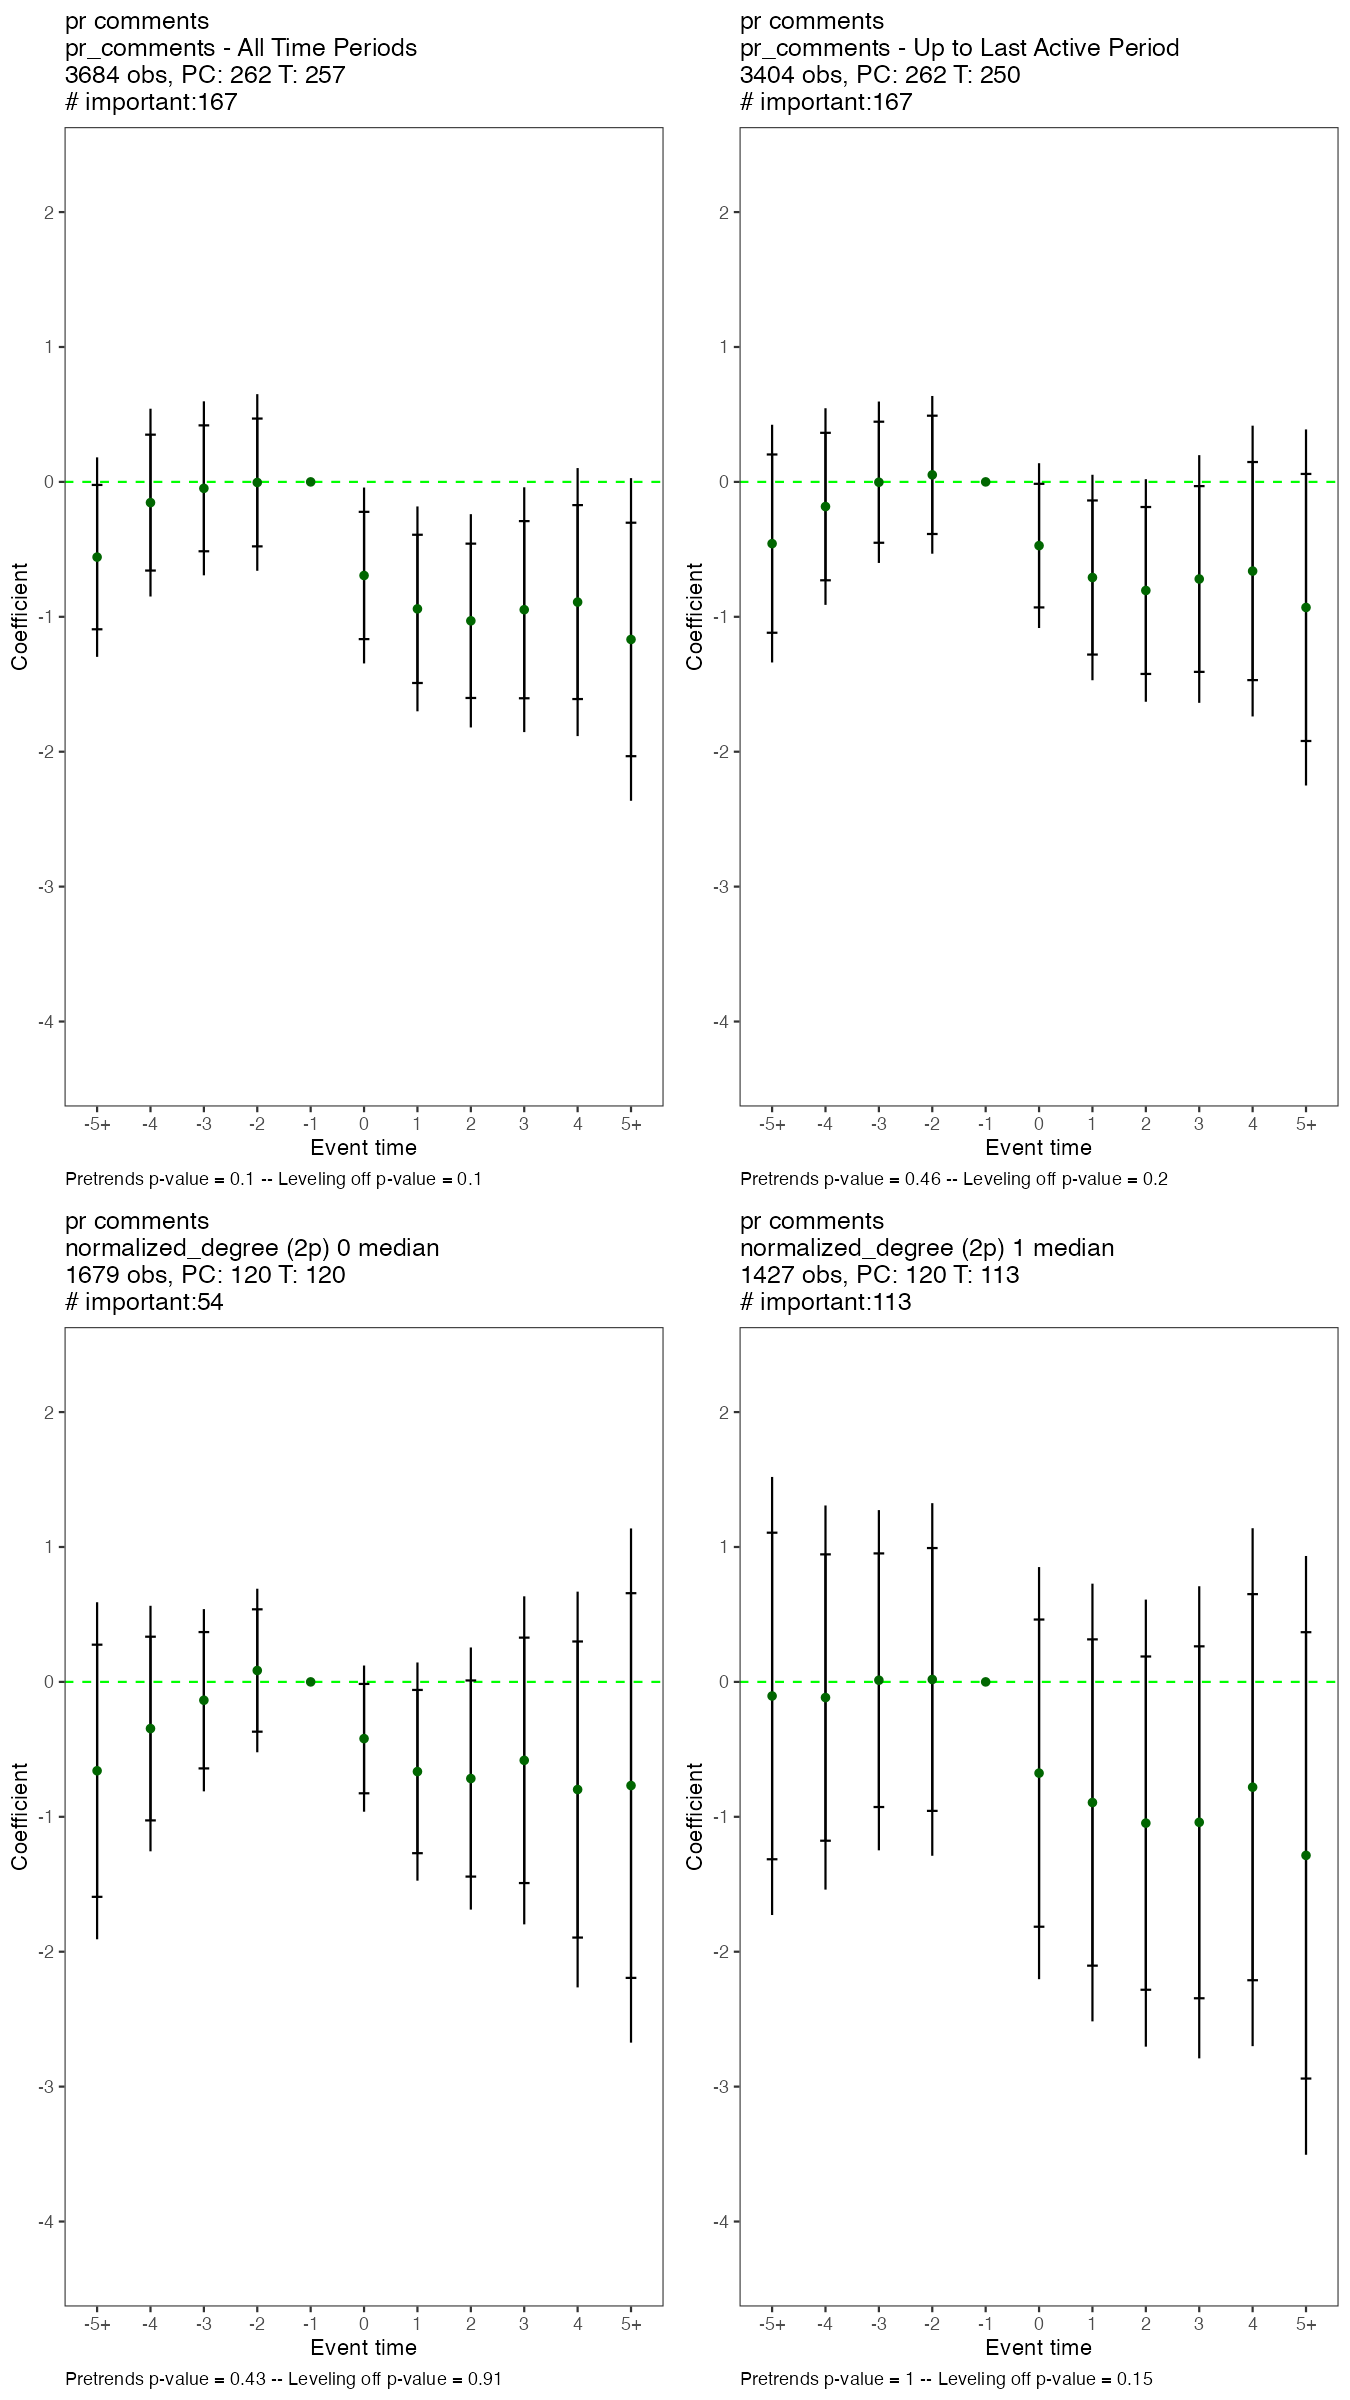 pr comments
pr_comments - All Time Periods
3684 obs, PC: 262 T: 257
# important:167
2
1
0
-1
-2
-3
-4
Coefficient
-5+ -4 -3 -2 -1 0 1 2 3 4 5+
Event time
Pretrends p-value = 0.1 -- Leveling off p-value = 0.1
pr comments
pr_comments - Up to Last Active Period
3404 obs, PC: 262 T: 250
# important:167
2
1
0
-1
-2
-3
-4
Coefficient
-5+ -4 -3 -2 -1 0 1 2 3 4 5+
Event time
Pretrends p-value = 0.46 -- Leveling off p-value = 0.2
pr comments
normalized_degree (2p) 0 median
1679 obs, PC: 120 T: 120
# important:54
2
1
0
-1
-2
-3
-4
Coefficient
-5+ -4 -3 -2 -1 0 1 2 3 4 5+
Event time
Pretrends p-value = 0.43 -- Leveling off p-value = 0.91
pr comments
normalized_degree (2p) 1 median
1427 obs, PC: 120 T: 113
# important:113
2
1
0
-1
-2
-3
-4
Coefficient
-5+ -4 -3 -2 -1 0 1 2 3 4 5+
Event time
Pretrends p-value = 1 -- Leveling off p-value = 0.15